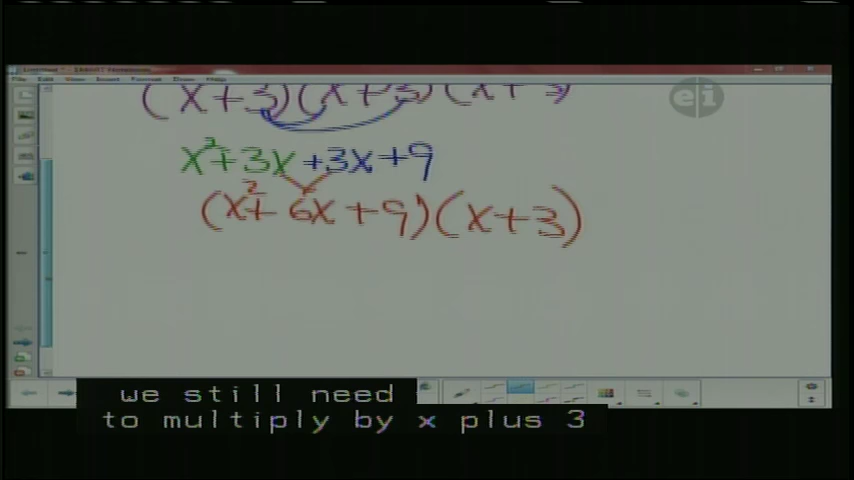 (x+3)(x+3)(x+3)
ei
x²+3x+3x+9
(x²+6x+9)(x+3)
we still need
to multiply by x plus 3